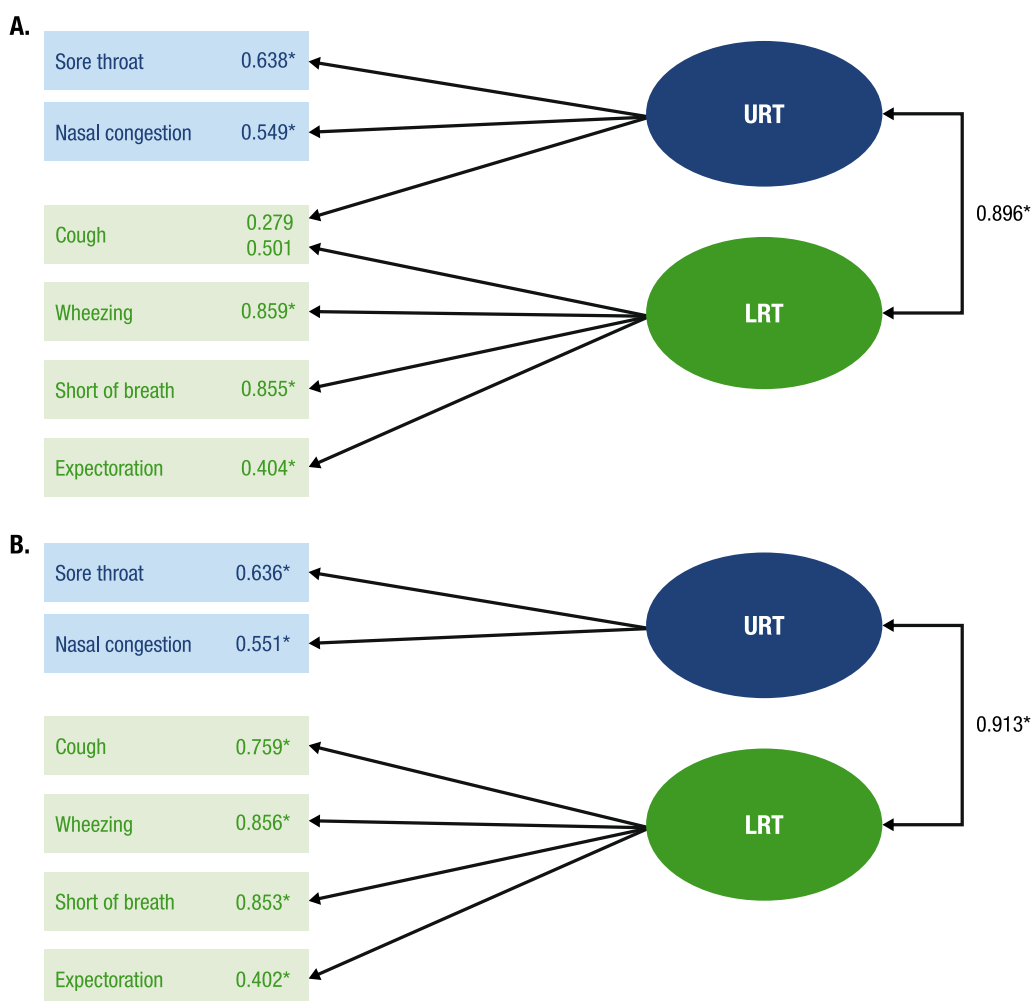 A.
Sore throat 0.638*
Nasal congestion 0.549*
Cough 0.279
0.501
Wheezing 0.859*
Short of breath 0.855*
Expectoration 0.404*
URT
LRT
0.896*
B.
Sore throat 0.636*
Nasal congestion 0.551*
Cough 0.759*
Wheezing 0.856*
Short of breath 0.853*
Expectoration 0.402*
URT
LRT
0.913*